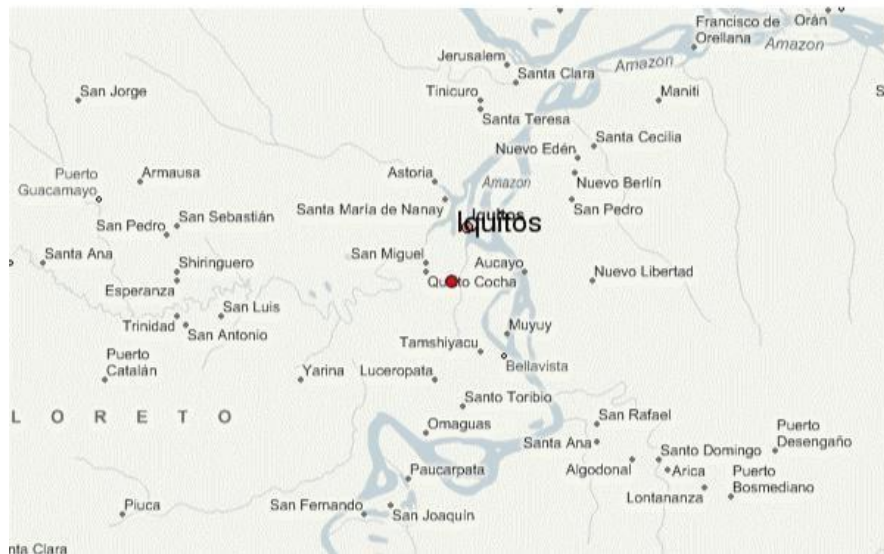 Francisco de
Orellana
Orán
Amazon
Amazon
Jerusalem
Santa Clara
San Jorge
Tinicuro
Maniti
S
Santa Teresa
Santa Cecilia
Nuevo Edén
Puerto
Guacamayo
Armausa
Astoria
Amazon
Nuevo Berlín
Santa María de Nanay
San Pedro
San Sebastián
San Pedro
Iquitos
Iquitos
Santa Ana
Shiringuero
San Miguel
Aucayo
Nuevo Libertad
Esperanza
Quisto Cocha
San Luis
Trinidad
San Antonio
Muyuy
Tamshiyacu
Puerto
Catalán
Yarina
Luceropata
Bellavista
Santo Toribio
LORETO
Omaguas
San Rafael
Puerto
Desengaño
Santa Ana
Santo Domingo
Algodonal
Arica
Puerto
Bosmediano
Paucarpata
Lontananza
Piuca
San Fernando
San Joaquín
nta Clara